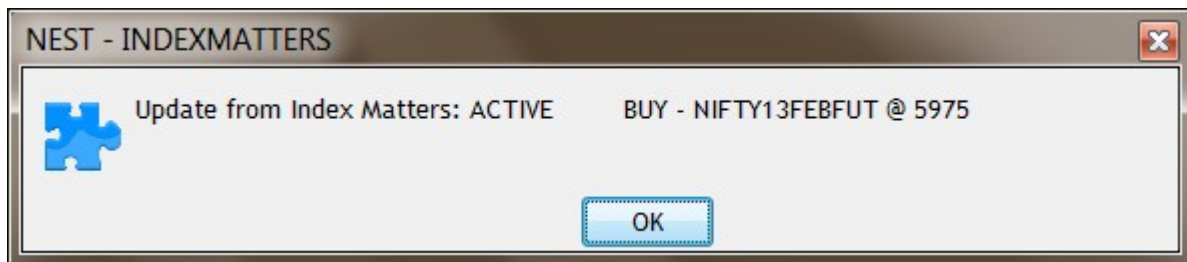 NEST - INDEXMATTERS
Update from Index Matters: ACTIVE BUY - NIFTY13FEBFUT @ 5975
OK